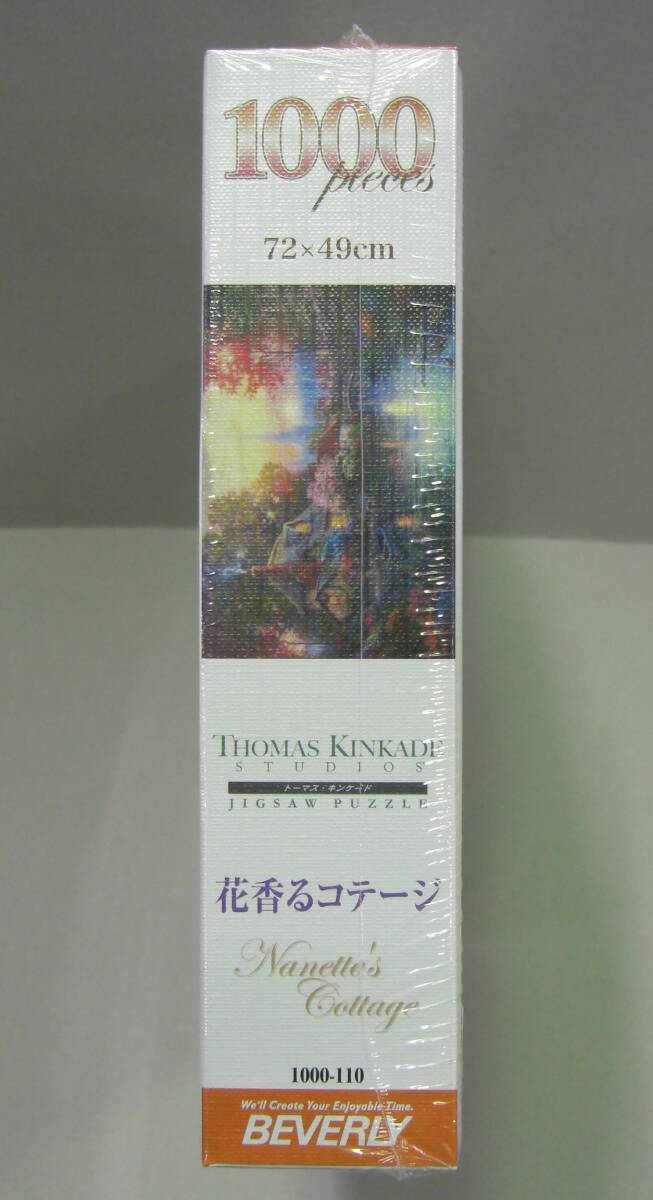 1000
pieces
72×49cm
THOMAS KINKADE
STUDIOS
トーマス・キンケード
JIGSAW PUZZLE
花香るコテージ
Nanette's
Cottage
1000-110
We'll Create Your Enjoyable Time.
BEVERLY®